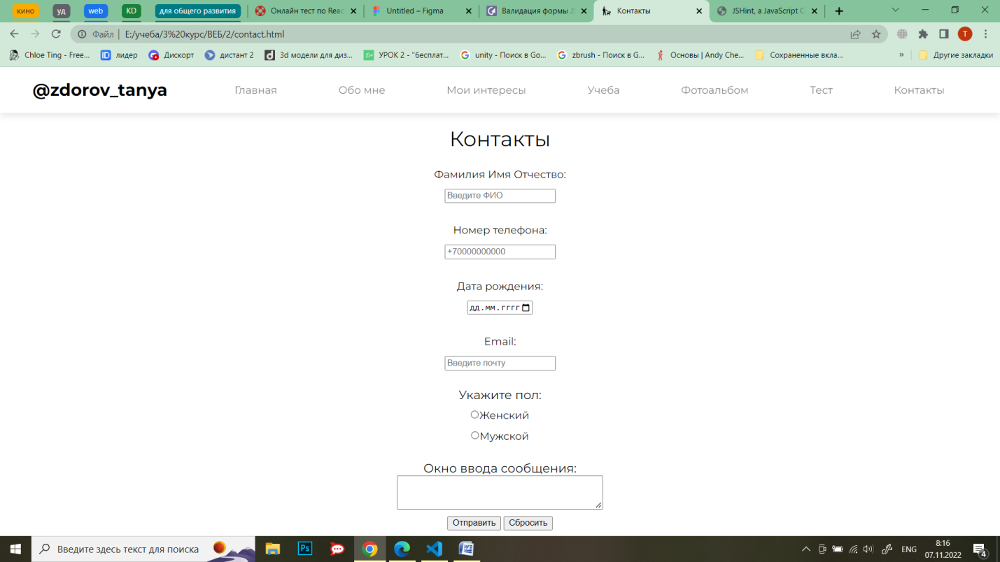 кино
уд
web
KD
для общего развития
Онлайн тест по Reac
Untitled – Figma
Валидация формы JS
Контакты
JSHint, a JavaScript C
Файл
E:/учеба/3%20курс/ВЕБ/2/contact.html
T
Chloe Ting - Free...
лидер
Дискорт
дистант 2
3d модели для диз...
УРОК 2 - "бесплат...
unity - Поиск в Go...
zbrush - Поиск в G...
Основы | Andy Che...
Сохраненные вкла...
»
Другие закладки
@zdorov_tanya
Главная
Обо мне
Мои интересы
Учеба
Фотоальбом
Тест
Контакты
Контакты
Фамилия Имя Отчество:
Введите ФИО
Номер телефона:
+70000000000
Дата рождения:
дд.мм.гггг
Email:
Введите почту
Укажите пол:
Женский
Мужской
Окно ввода сообщения:
Отправить
Сбросить
Введите здесь текст для поиска
Ps
ENG
8:16
07.11.2022
4